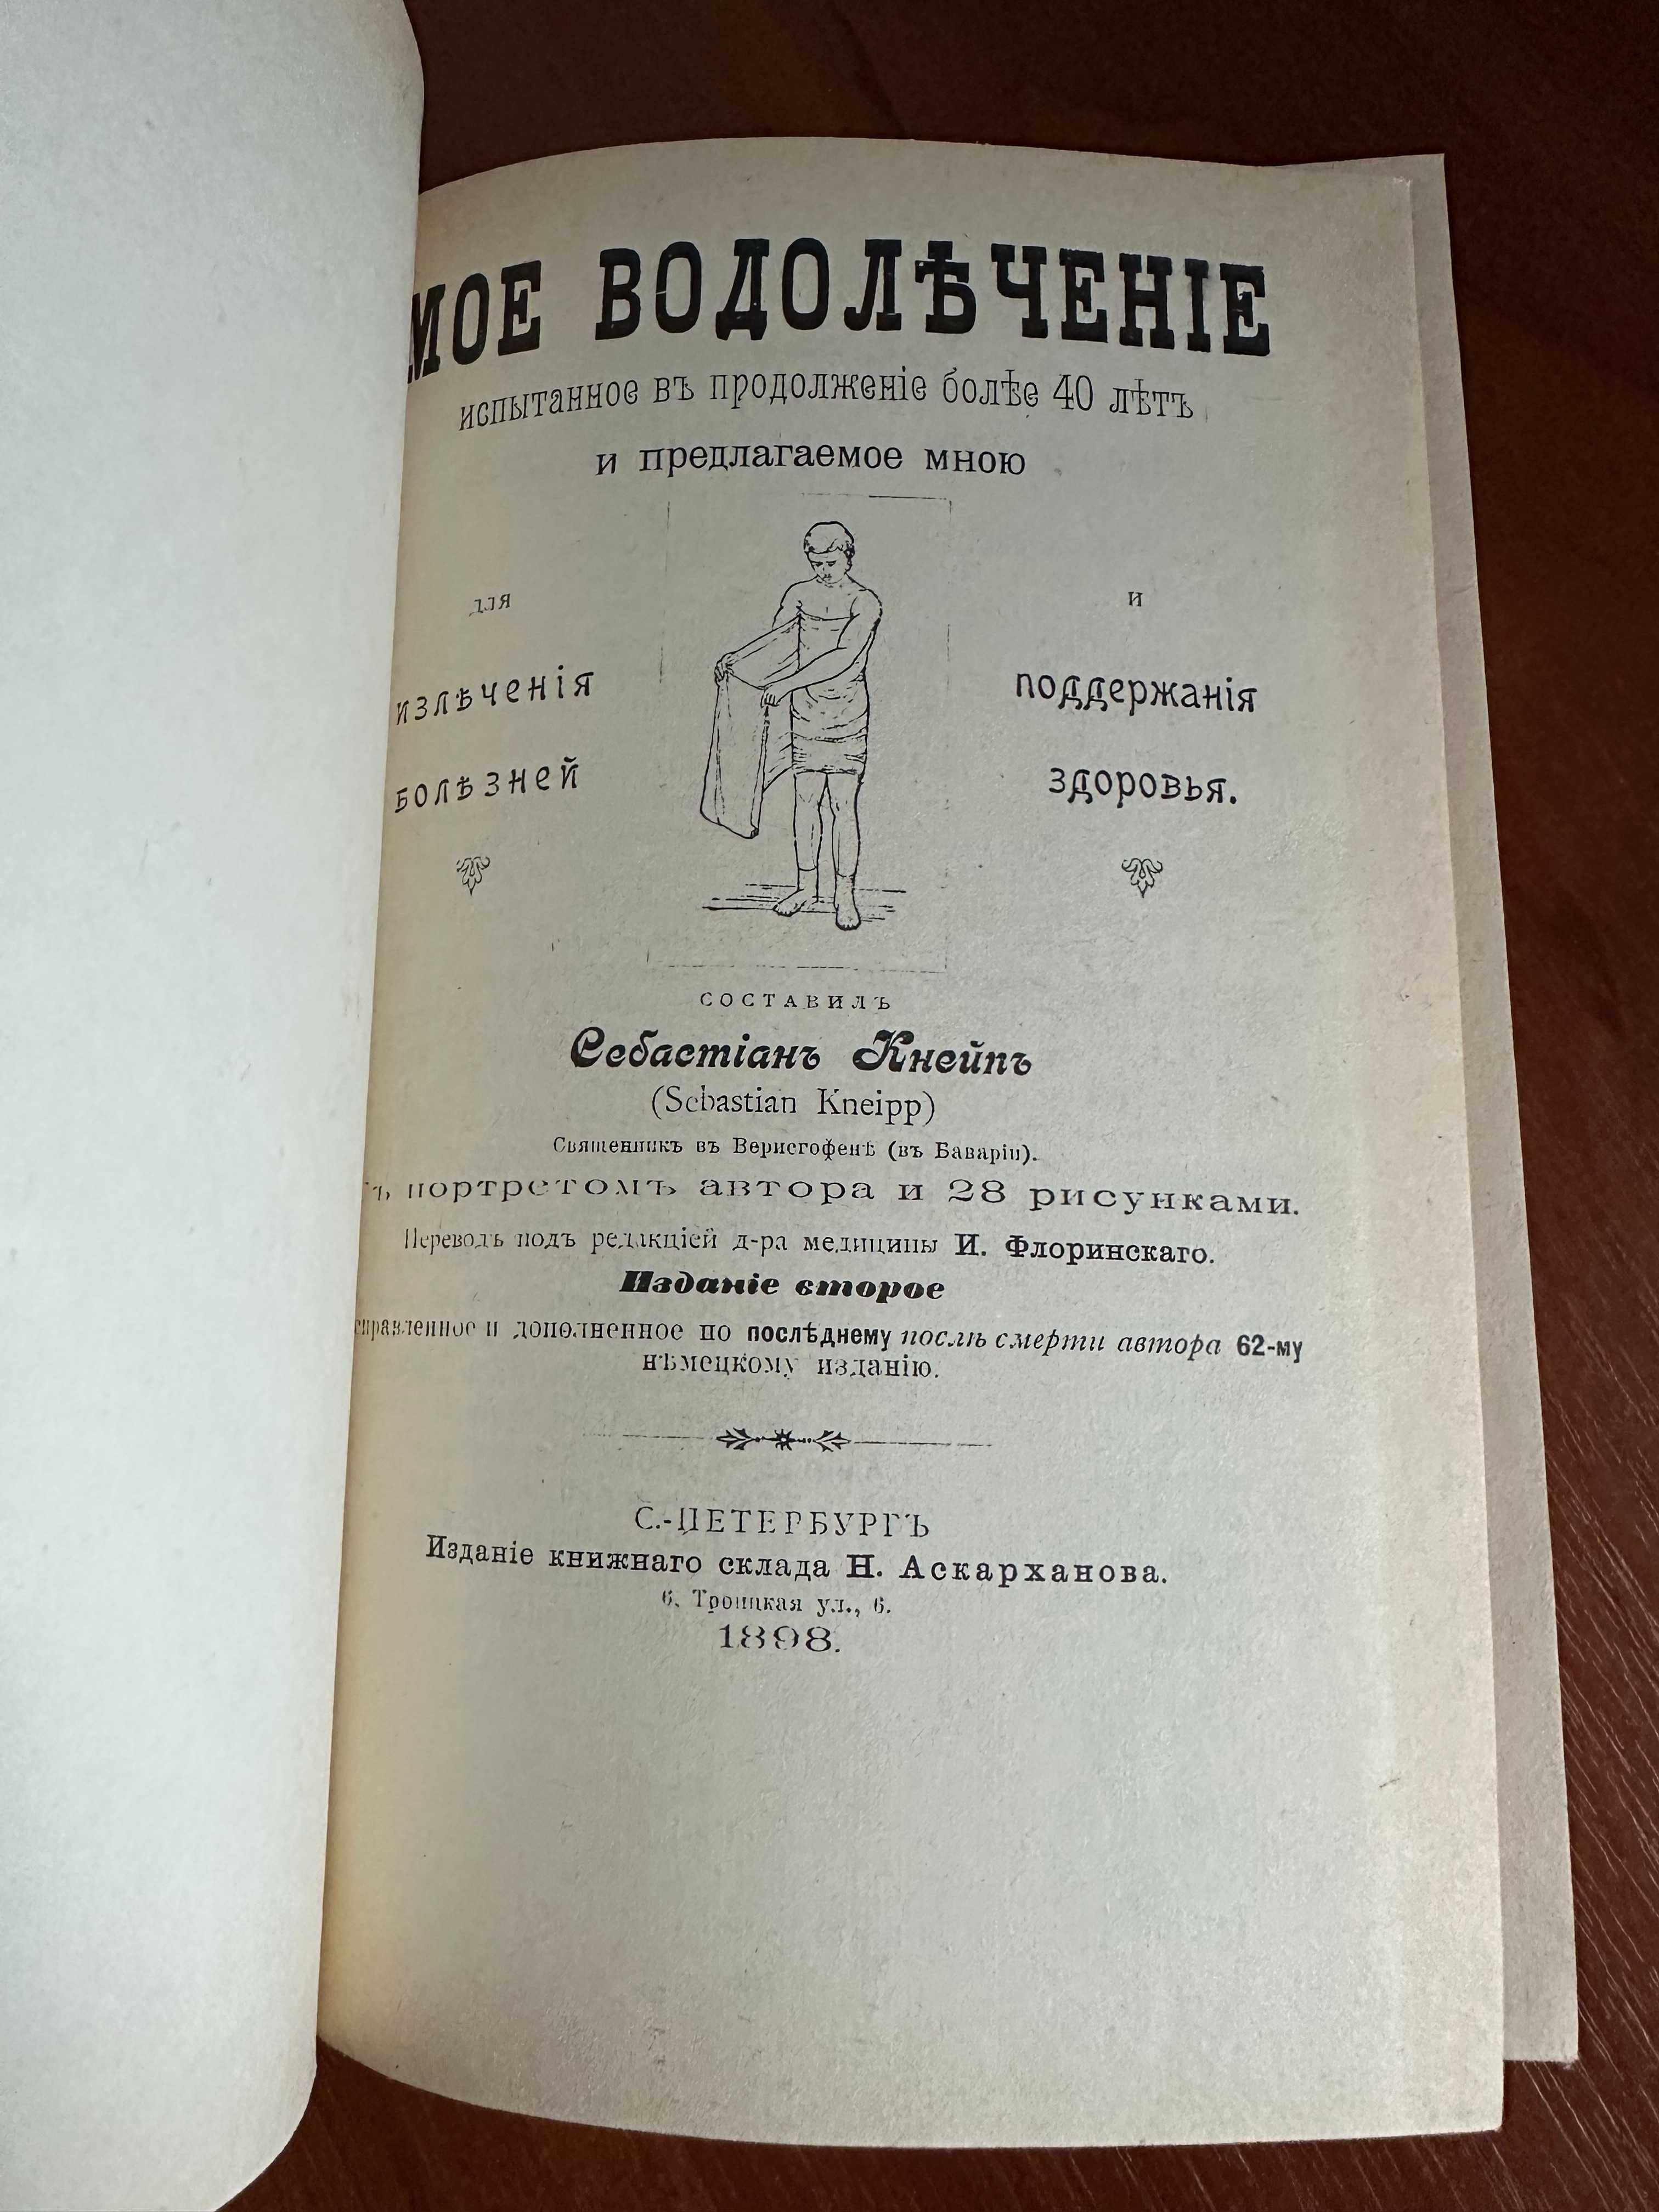 МОЕ ВОДОЛѢЧЕНІЕ
испытанное въ продолженіе болѣе 40 лѣтъ
и предлагаемое мною
для
излѣченія
болѣзней
и
поддержанія
здоровья.
СОСТАВИЛЪ
Себастіанъ Кнейпъ
(Sebastian Kneipp)
Священникъ въ Верисгофенѣ (въ Баваріи).
портретомъ автора и 28 рисунками.
Переводъ подъ редакціей д-ра медицины И. Флоринскаго.
Изданіе второе
справленное и дополненное по послѣднему послѣ смерти автора 62-му
нѣмецкому изданію.
С.-ПЕТЕРБУРГЪ
Изданіе книжнаго склада Н. Аскарханова.
6. Троицкая ул., 6.
1898.